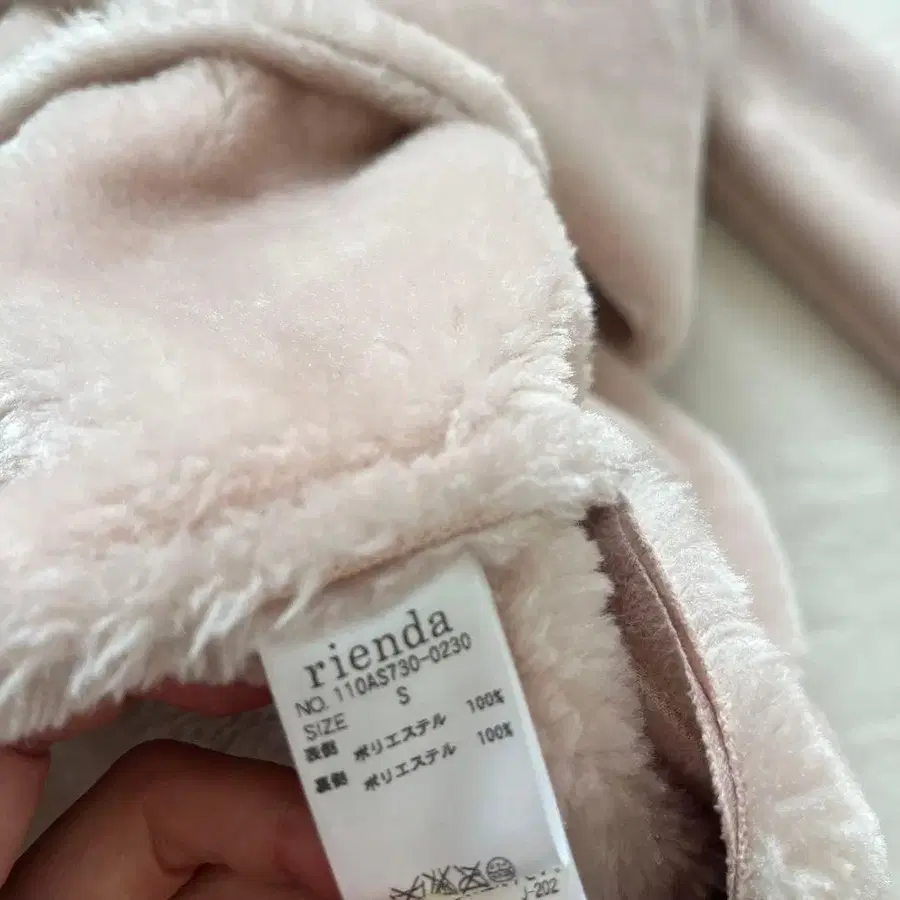 rienda
NO. 110AS730-0230
SIZE S
表側 ポリエステル 100%
裏側 ポリエステル 100%
J-202